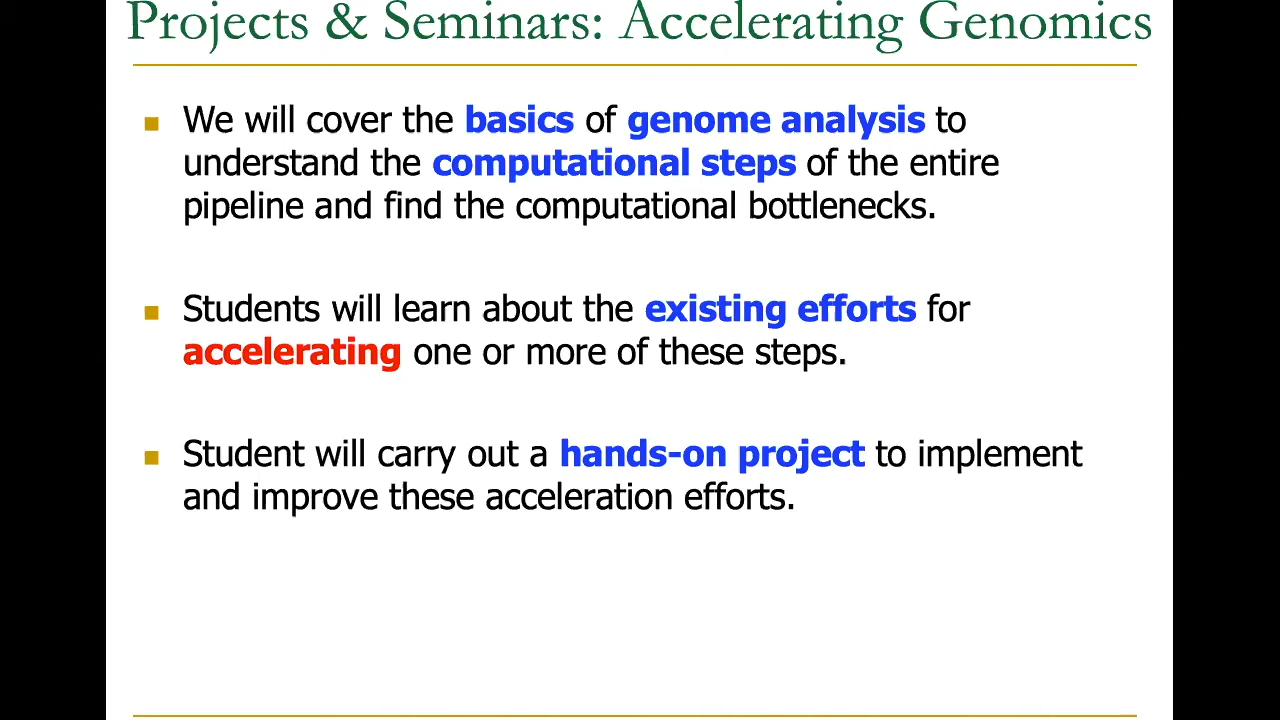 Projects & Seminars: Accelerating Genomics
We will cover the basics of genome analysis to
understand the computational steps of the entire
pipeline and find the computational bottlenecks.
Students will learn about the existing efforts for
accelerating one or more of these steps.
Student will carry out a hands-on project to implement
and improve these acceleration efforts.